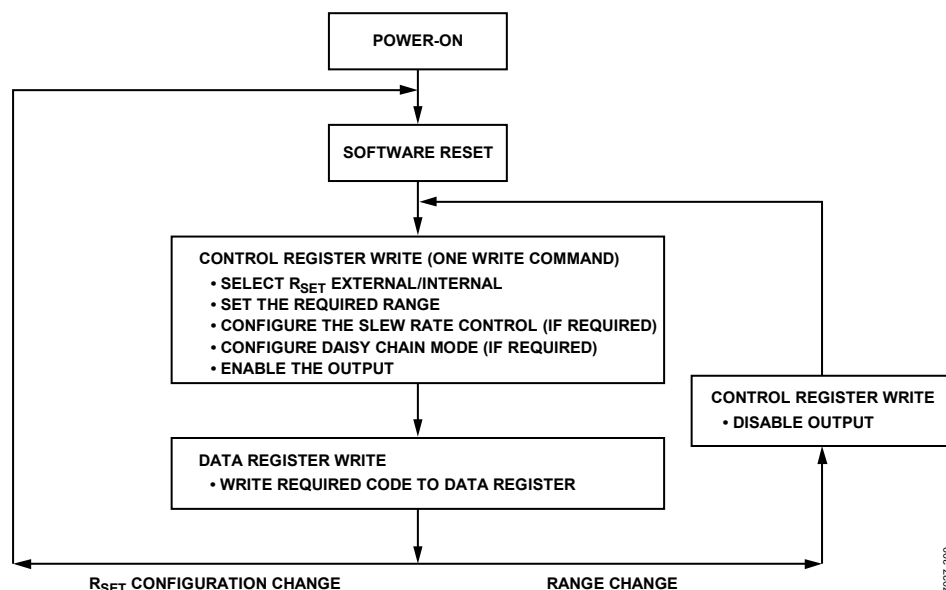 POWER-ON
SOFTWARE RESET
CONTROL REGISTER WRITE (ONE WRITE COMMAND)
• SELECT RSET EXTERNAL/INTERNAL
• SET THE REQUIRED RANGE
• CONFIGURE THE SLEW RATE CONTROL (IF REQUIRED)
• CONFIGURE DAISY CHAIN MODE (IF REQUIRED)
• ENABLE THE OUTPUT
CONTROL REGISTER WRITE
• DISABLE OUTPUT
DATA REGISTER WRITE
• WRITE REQUIRED CODE TO DATA REGISTER
RSET CONFIGURATION CHANGE
RANGE CHANGE